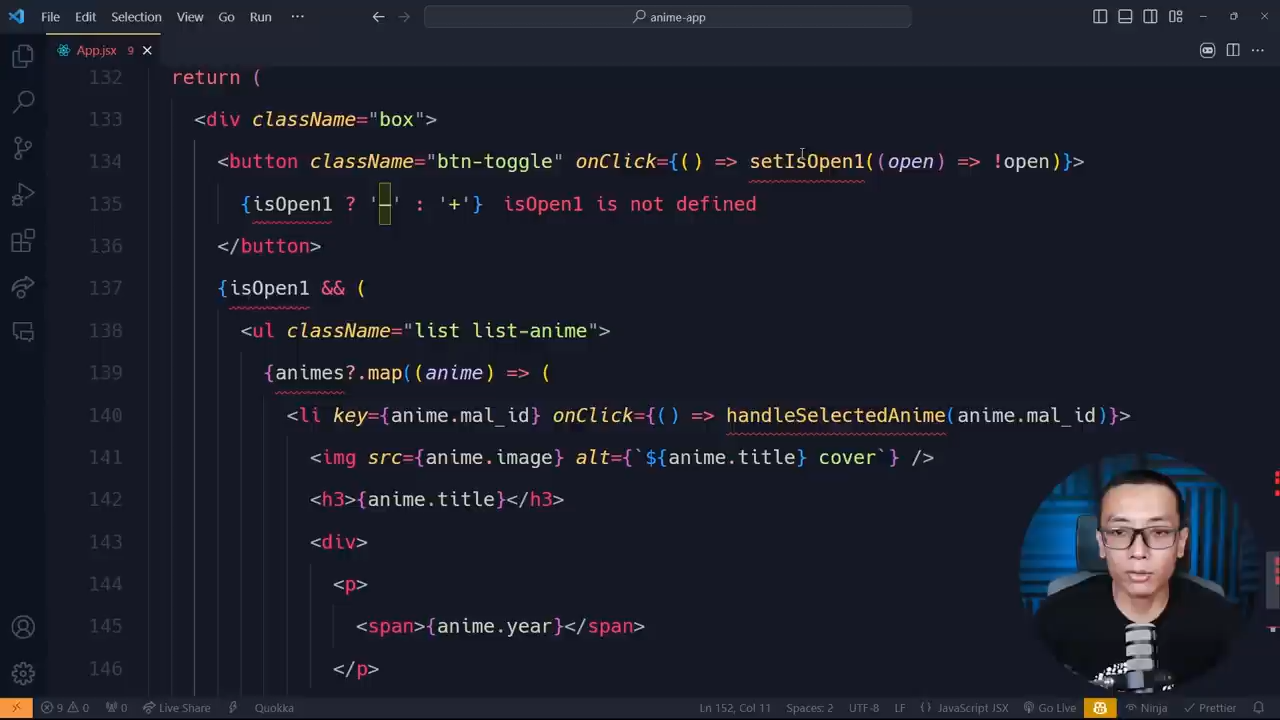 File Edit Selection View Go Run ··· anime-app
App.jsx 9
132 return (
133 <div className="box">
134 <button className="btn-toggle" onClick={() => setIsOpen1((open) => !open)}>
135 {isOpen1 ? '–' : '+'} isOpen1 is not defined
136 </button>
137 {isOpen1 && (
138 <ul className="list list-anime">
139 {animes?.map((anime) => (
140 <li key={anime.mal_id} onClick={() => handleSelectedAnime(anime.mal_id)}>
141 <img src={anime.image} alt={`${anime.title} cover`} />
142 <h3>{anime.title}</h3>
143 <div>
144 <p>
145 <span>{anime.year}</span>
146 </p>
9 0 0 Live Share Quokka Ln 152, Col 11 Spaces: 2 UTF-8 LF {} JavaScript JSX Go Live Ninja Prettier